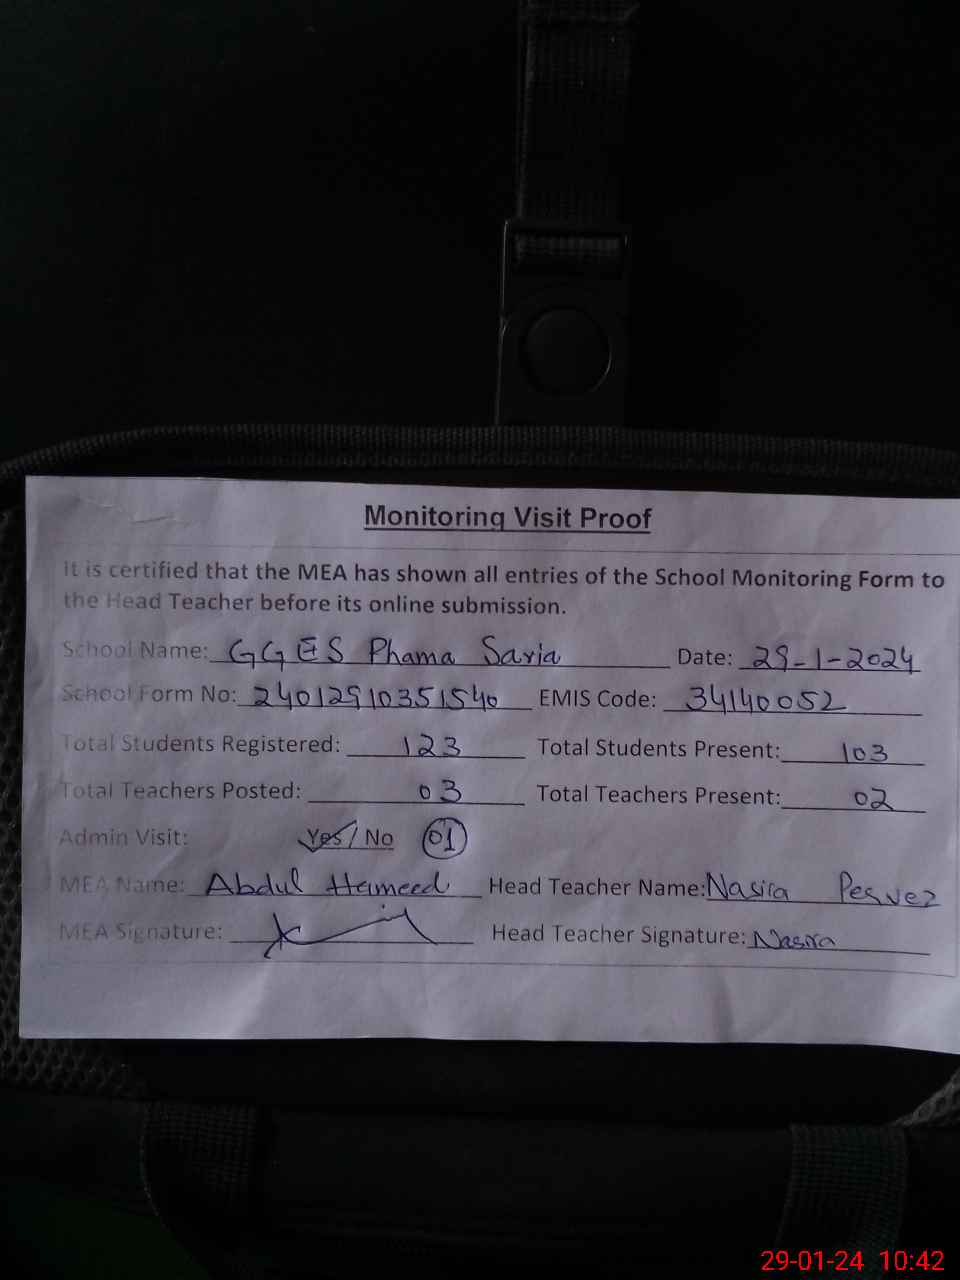 Monitoring Visit Proof
It is certified that the MEA has shown all entries of the School Monitoring Form to
the Head Teacher before its online submission.
School Name: GGES Phama Saria Date: 29-1-2024
School Form No: 24012910351540 EMIS Code: 34140052
Total Students Registered: 123 Total Students Present: 103
Total Teachers Posted: 03 Total Teachers Present: 02
Admin Visit: Yes / No 01
MEA Name: Abdul Hameed Head Teacher Name: Nasira Pesvez
MEA Signature: Head Teacher Signature: Nasira
29-01-24 10:42